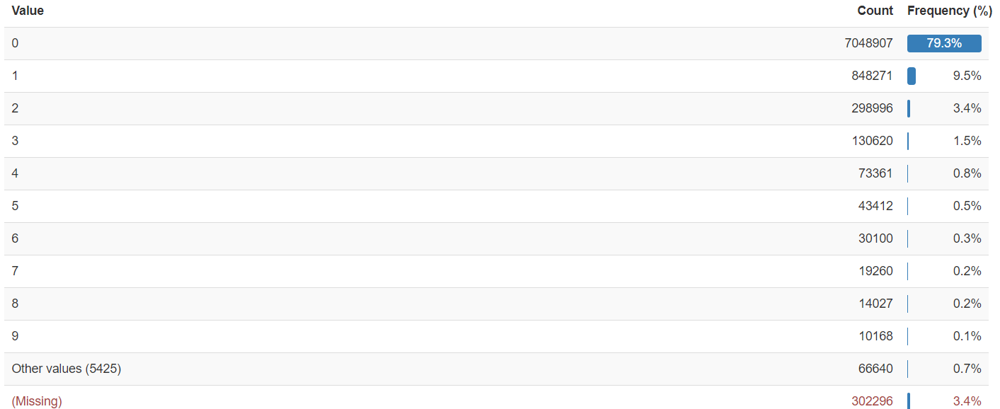 Value Count Frequency (%)
0 7048907 79.3%
1 848271 9.5%
2 298996 3.4%
3 130620 1.5%
4 73361 0.8%
5 43412 0.5%
6 30100 0.3%
7 19260 0.2%
8 14027 0.2%
9 10168 0.1%
Other values (5425) 66640 0.7%
(Missing) 302296 3.4%